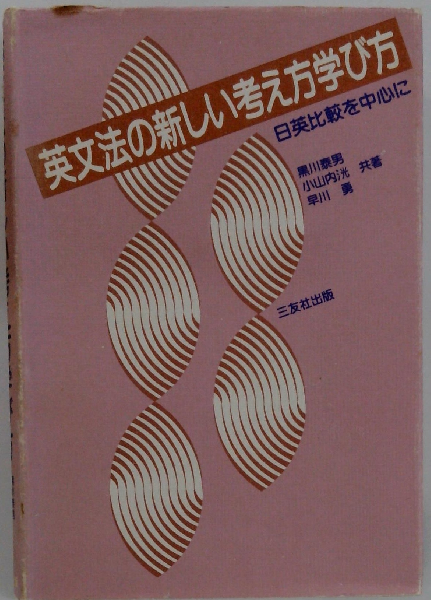 英文法の新しい考え方学び方
日英比較を中心に
黒川泰男
小山内洸 共著
早川 勇
三友社出版